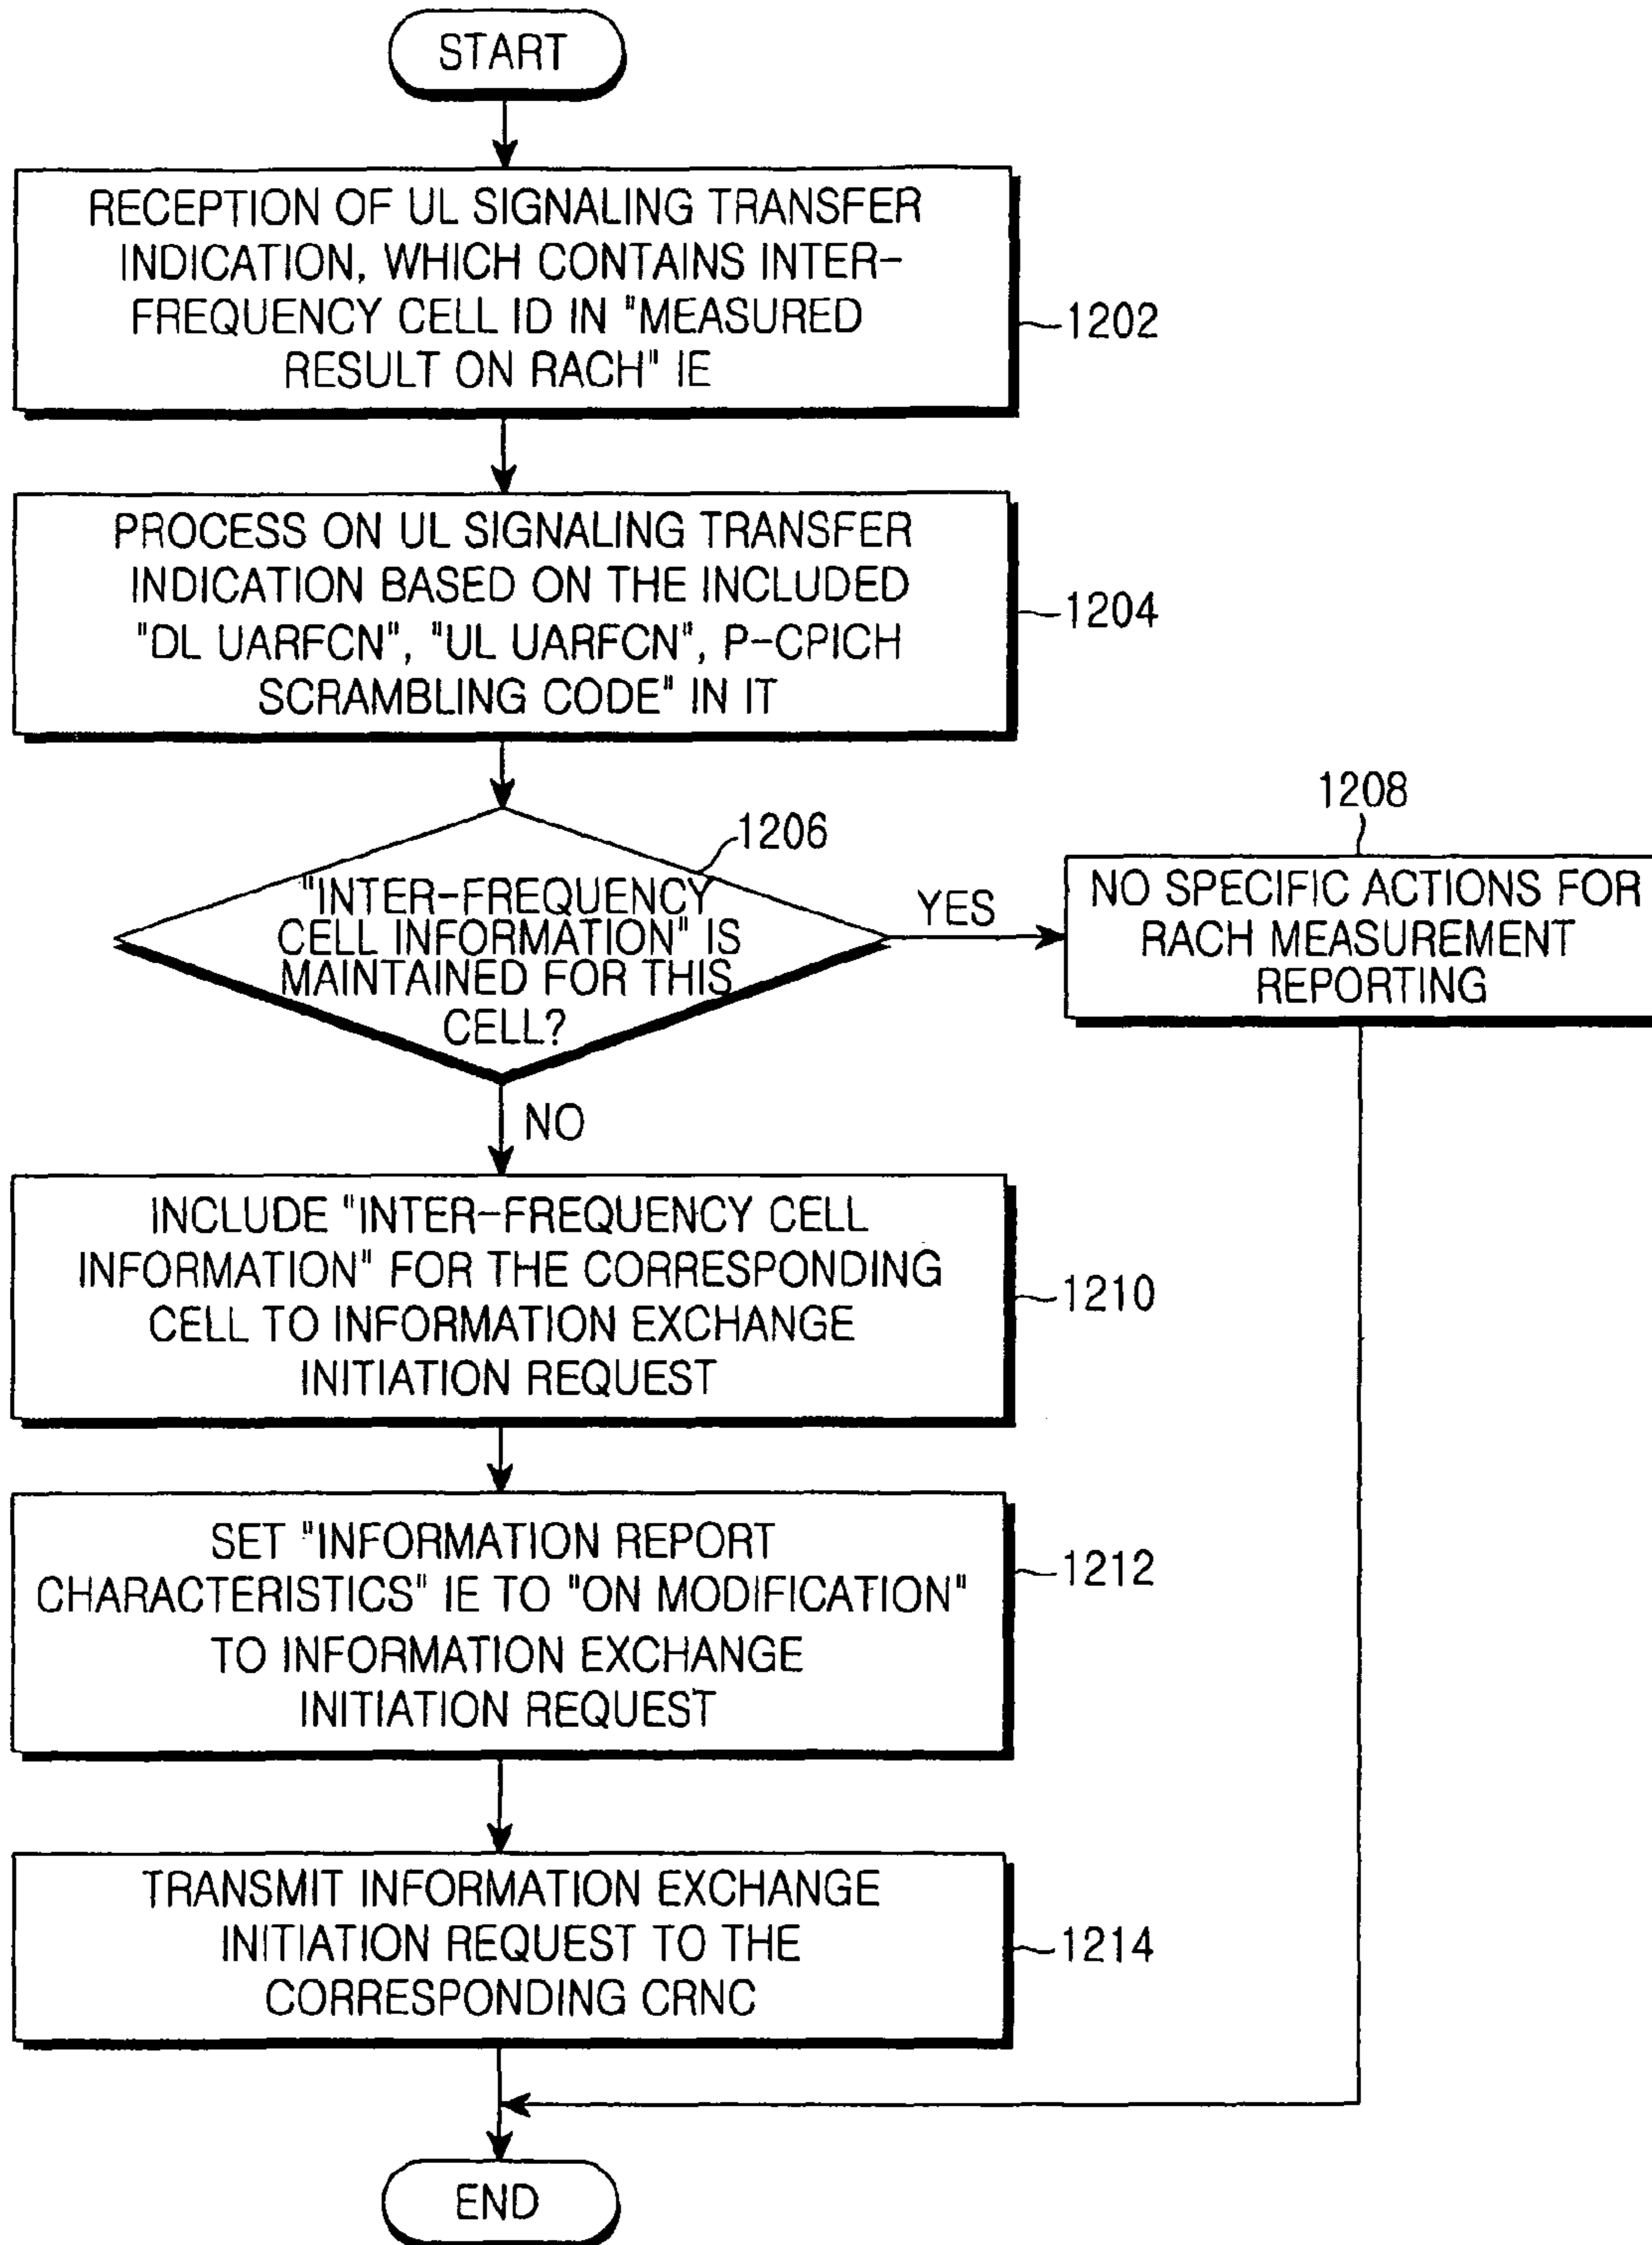 START
RECEPTION OF UL SIGNALING TRANSFER
INDICATION, WHICH CONTAINS INTER-
FREQUENCY CELL ID IN "MEASURED
RESULT ON RACH" IE
1202
PROCESS ON UL SIGNALING TRANSFER
INDICATION BASED ON THE INCLUDED
"DL UARFCN", "UL UARFCN", P-CPICH
SCRAMBLING CODE" IN IT
1204
1206
"INTER-FREQUENCY
CELL INFORMATION" IS
MAINTAINED FOR THIS
CELL?
YES
1208
NO SPECIFIC ACTIONS FOR
RACH MEASUREMENT
REPORTING
NO
INCLUDE "INTER-FREQUENCY CELL
INFORMATION" FOR THE CORRESPONDING
CELL TO INFORMATION EXCHANGE
INITIATION REQUEST
1210
SET "INFORMATION REPORT
CHARACTERISTICS" IE TO "ON MODIFICATION"
TO INFORMATION EXCHANGE
INITIATION REQUEST
1212
TRANSMIT INFORMATION EXCHANGE
INITIATION REQUEST TO THE
CORRESPONDING CRNC
1214
END